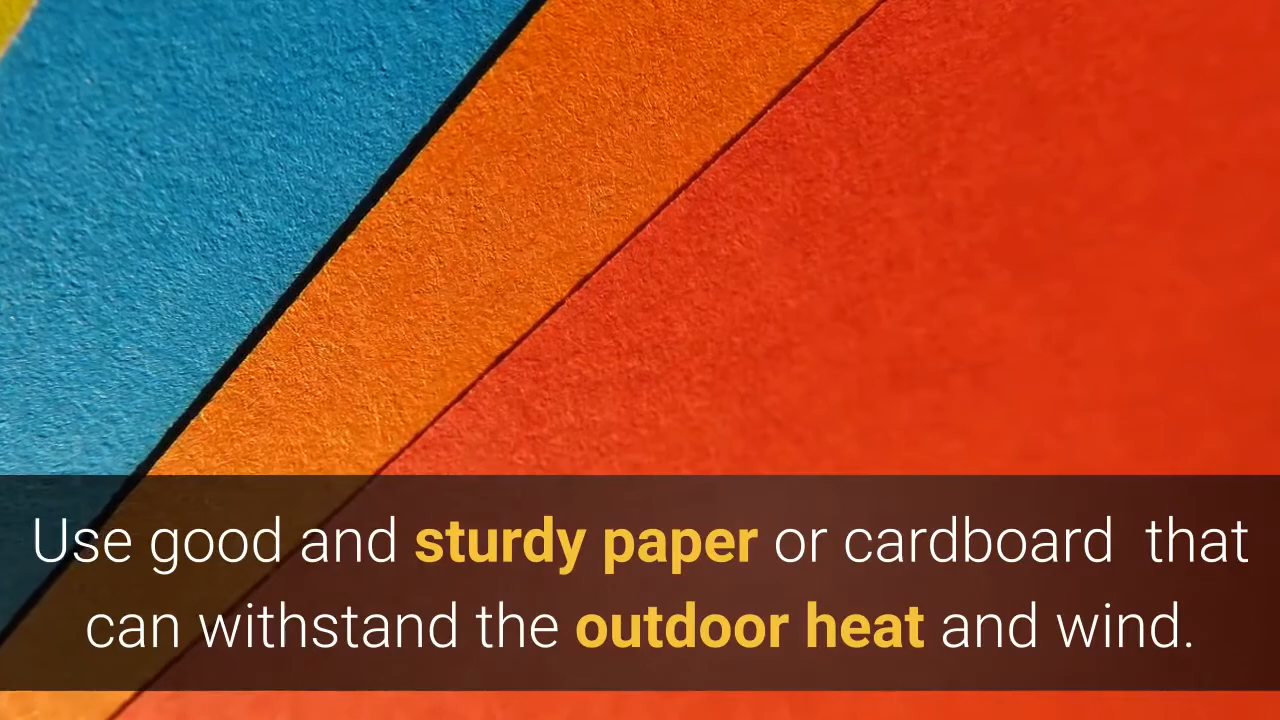 Use good and sturdy paper or cardboard  that
can withstand the outdoor heat and wind.